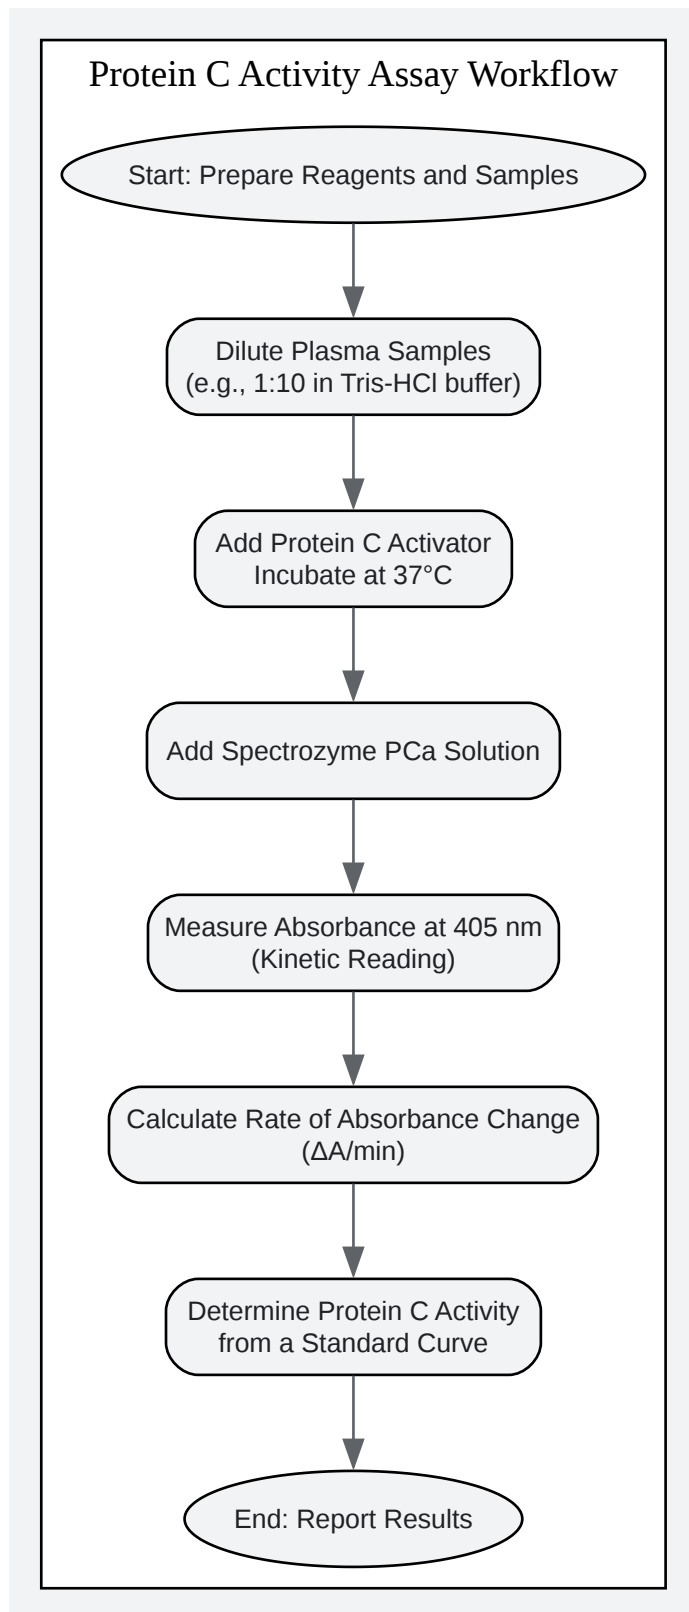 Protein C Activity Assay Workflow
Start: Prepare Reagents and Samples
Dilute Plasma Samples
(e.g., 1:10 in Tris-HCl buffer)
Add Protein C Activator
Incubate at 37°C
Add Spectrozyme PCa Solution
Measure Absorbance at 405 nm
(Kinetic Reading)
Calculate Rate of Absorbance Change
(ΔA/min)
Determine Protein C Activity
from a Standard Curve
End: Report Results